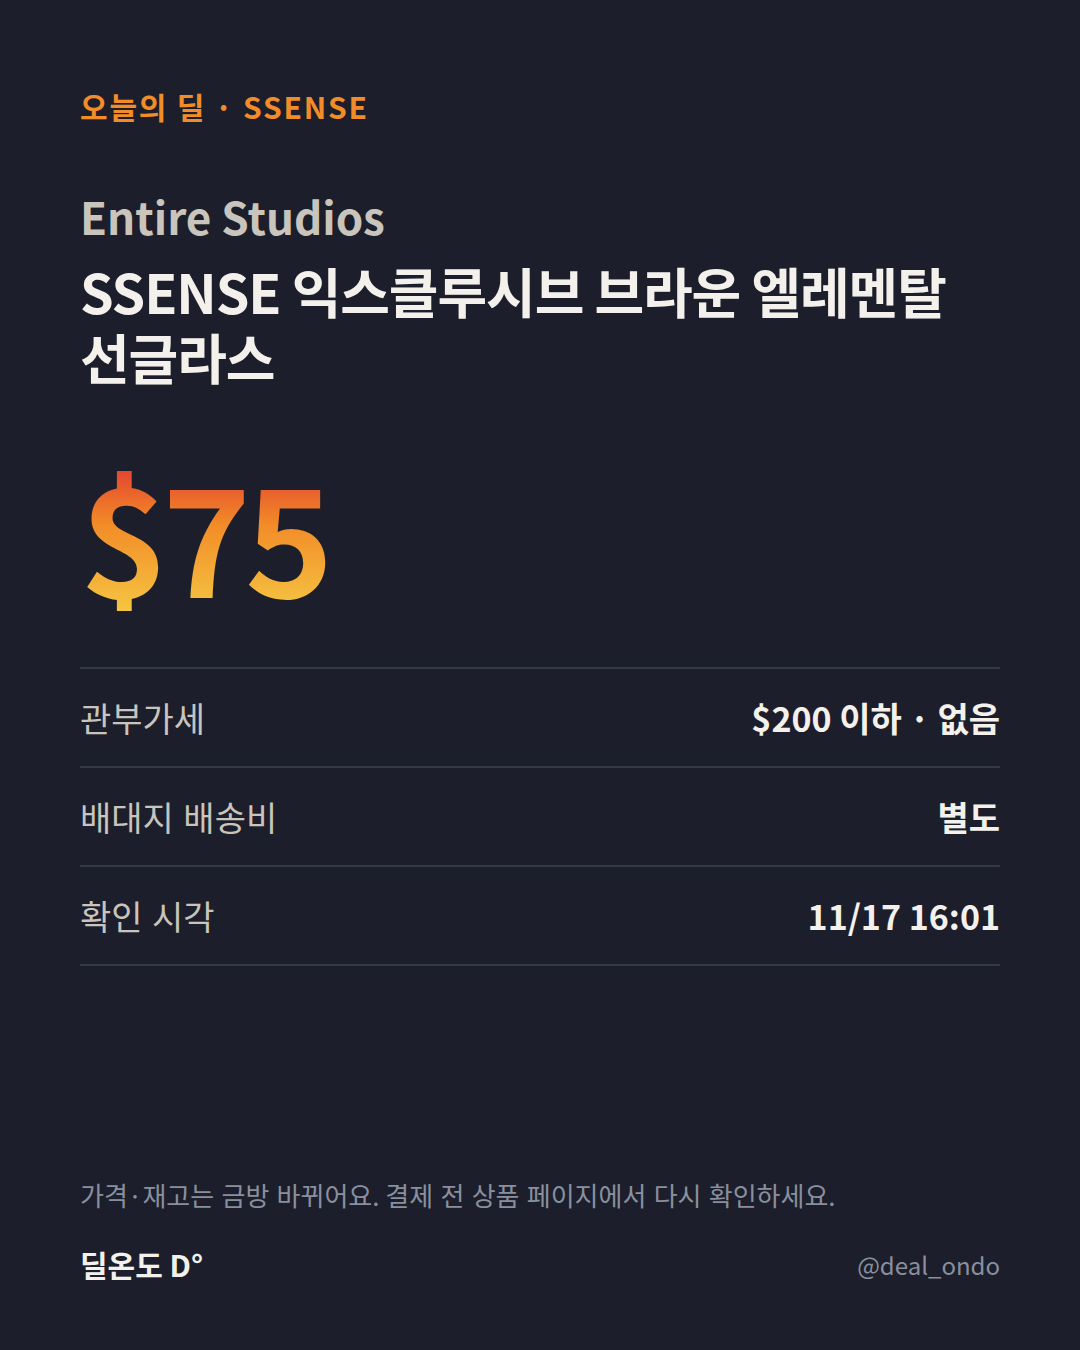 오늘의 딜 · SSENSE
Entire Studios
SSENSE 익스클루시브 브라운 엘레멘탈
선글라스
$75
관부가세 $200 이하 · 없음
배대지 배송비 별도
확인 시각 11/17 16:01
가격·재고는 금방 바뀌어요. 결제 전 상품 페이지에서 다시 확인하세요.
딜온도 D° @deal_ondo